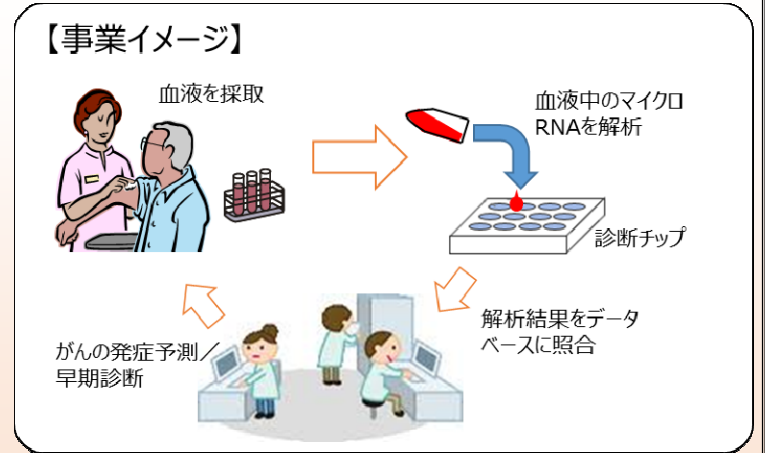 【事業イメージ】
血液を採取
血液中のマイクロ
RNAを解析
診断チップ
解析結果をデータ
ベースに照合
がんの発症予測／
早期診断